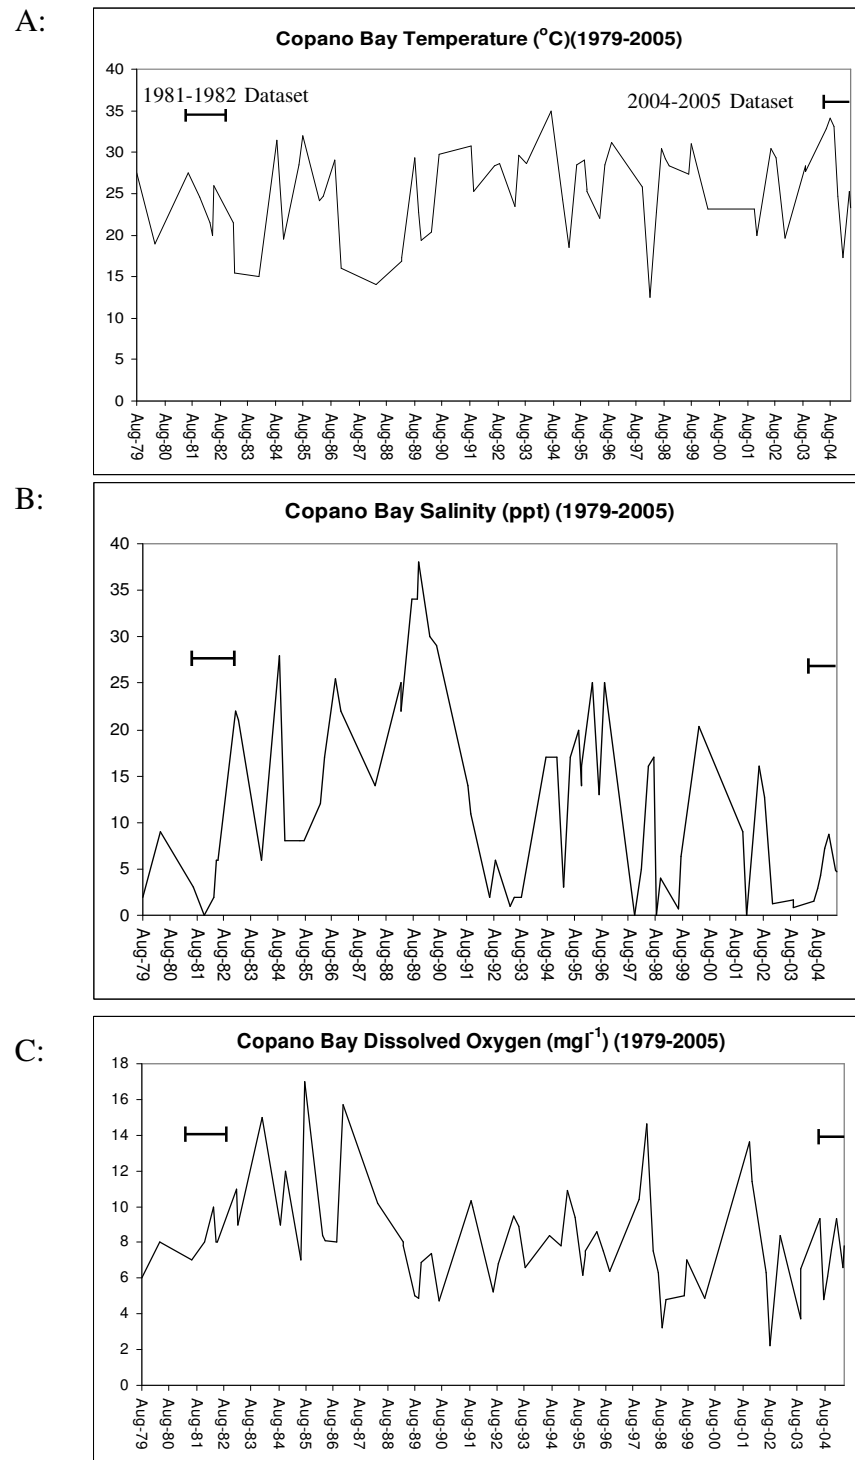 A:
Copano Bay Temperature (°C)(1979-2005)
40
35
30
25
20
15
10
5
0
1981-1982 Dataset
2004-2005 Dataset
Aug-79
Aug-80
Aug-81
Aug-82
Aug-83
Aug-84
Aug-85
Aug-86
Aug-87
Aug-88
Aug-89
Aug-90
Aug-91
Aug-92
Aug-93
Aug-94
Aug-95
Aug-96
Aug-97
Aug-98
Aug-99
Aug-00
Aug-01
Aug-02
Aug-03
Aug-04
B:
Copano Bay Salinity (ppt) (1979-2005)
40
35
30
25
20
15
10
5
0
Aug-79
Aug-80
Aug-81
Aug-82
Aug-83
Aug-84
Aug-85
Aug-86
Aug-87
Aug-88
Aug-89
Aug-90
Aug-91
Aug-92
Aug-93
Aug-94
Aug-95
Aug-96
Aug-97
Aug-98
Aug-99
Aug-00
Aug-01
Aug-02
Aug-03
Aug-04
C:
Copano Bay Dissolved Oxygen (mgl⁻¹) (1979-2005)
18
16
14
12
10
8
6
4
2
0
Aug-79
Aug-80
Aug-81
Aug-82
Aug-83
Aug-84
Aug-85
Aug-86
Aug-87
Aug-88
Aug-89
Aug-90
Aug-91
Aug-92
Aug-93
Aug-94
Aug-95
Aug-96
Aug-97
Aug-98
Aug-99
Aug-00
Aug-01
Aug-02
Aug-03
Aug-04